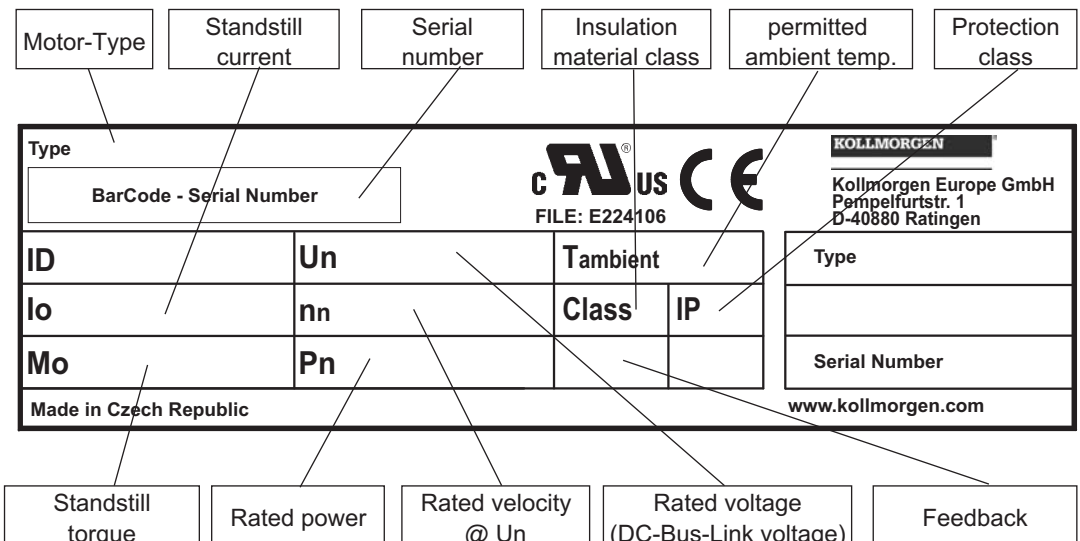 Motor-Type
Standstill
current
Serial
number
Insulation
material class
permitted
ambient temp.
Protection
class
Type
BarCode - Serial Number
C RU US CE
®
FILE: E224106
KOLLMORGEN
®
Kollmorgen Europe GmbH
Pempelfurtstr. 1
D-40880 Ratingen
ID
Un
Tambient
Type
Io
nn
Class
IP
Mo
Pn
Serial Number
Made in Czech Republic
www.kollmorgen.com
Standstill
torque
Rated power
Rated velocity
@ Un
Rated voltage
(DC-Bus-Link voltage)
Feedback